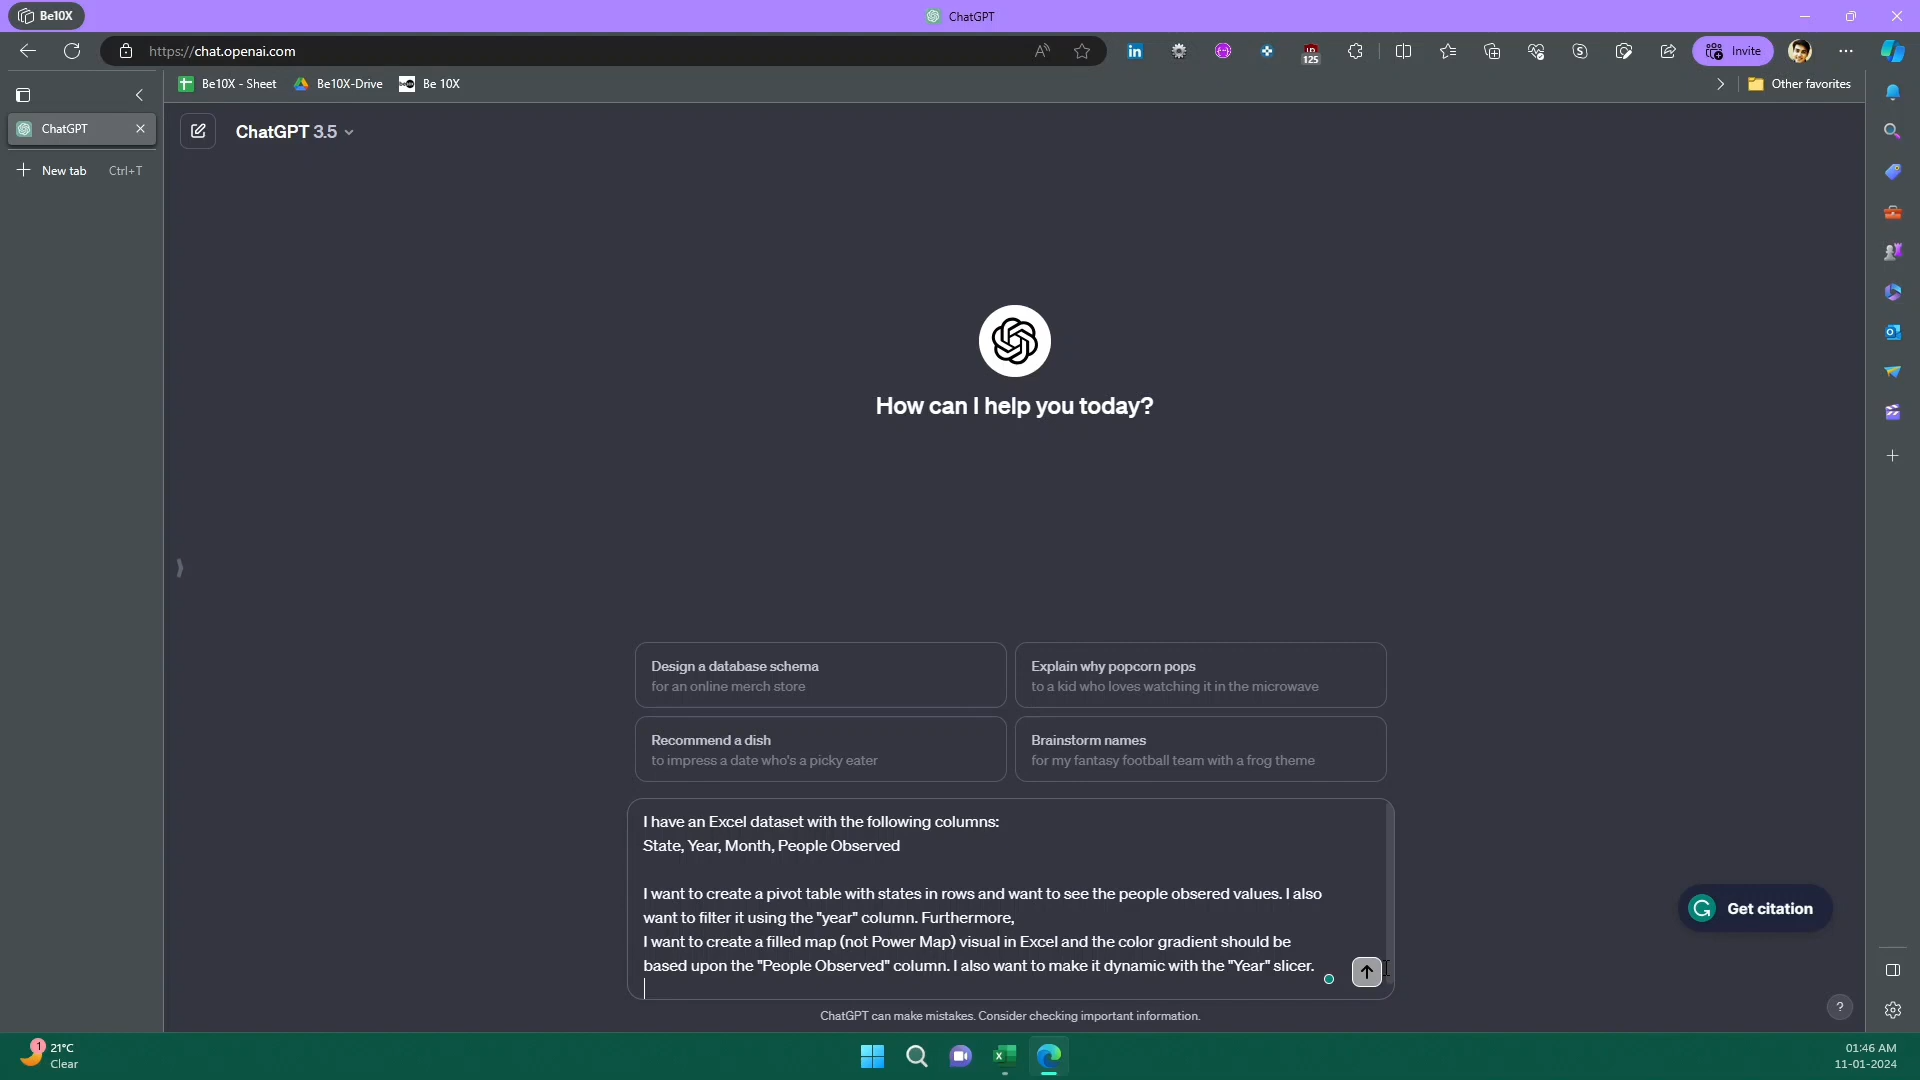 Be10X
ChatGPT
https://chat.openai.com
A
in
125
Invite
Be10X - Sheet
Be10X-Drive
Be 10X
Other favorites
ChatGPT
New tab
Ctrl+T
ChatGPT 3.5
How can I help you today?
Design a database schema
for an online merch store
Explain why popcorn pops
to a kid who loves watching it in the microwave
Recommend a dish
to impress a date who's a picky eater
Brainstorm names
for my fantasy football team with a frog theme
I have an Excel dataset with the following columns:
State, Year, Month, People Observed
I want to create a pivot table with states in rows and want to see the people obsered values. I also
want to filter it using the "year" column. Furthermore,
I want to create a filled map (not Power Map) visual in Excel and the color gradient should be
based upon the "People Observed" column. I also want to make it dynamic with the "Year" slicer.
Get citation
ChatGPT can make mistakes. Consider checking important information.
?
1
21°C
Clear
01:46 AM
11-01-2024